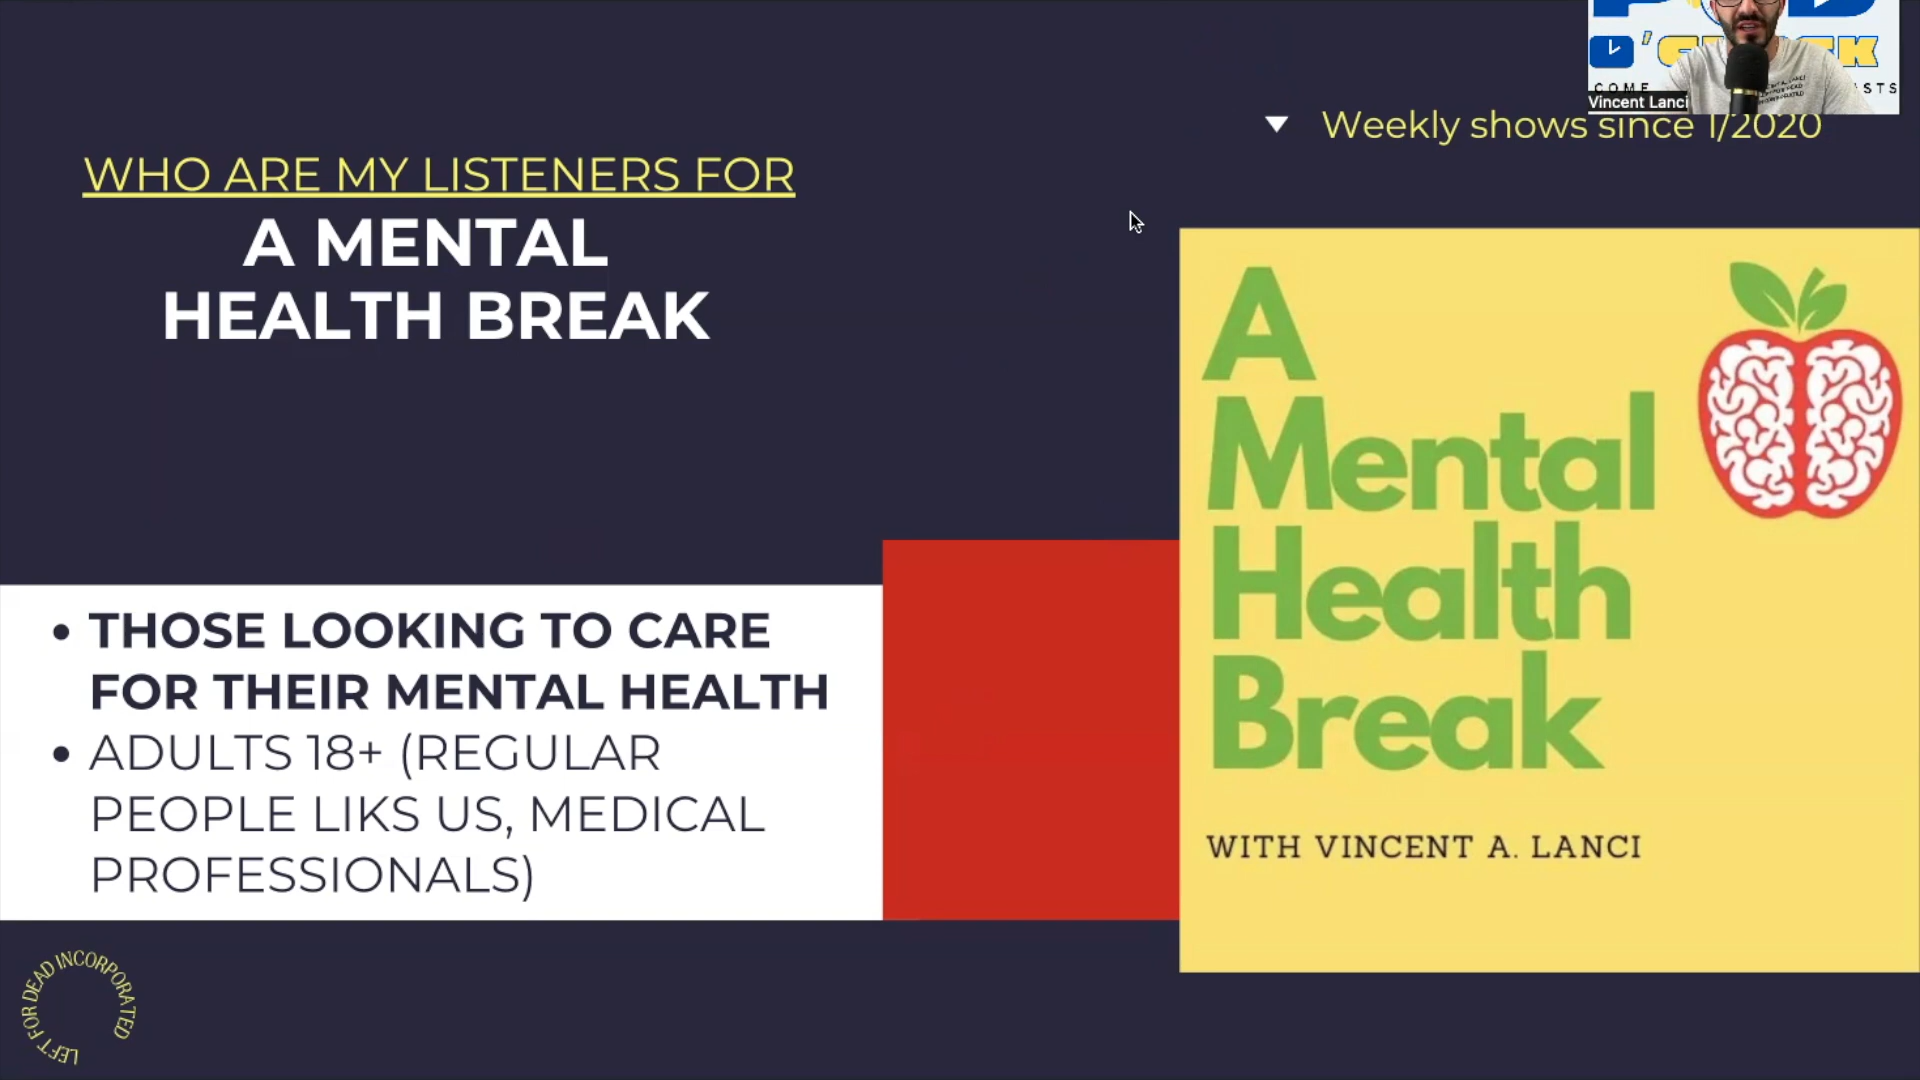 WHO ARE MY LISTENERS FOR
A MENTAL
HEALTH BREAK
• THOSE LOOKING TO CARE
FOR THEIR MENTAL HEALTH
• ADULTS 18+ (REGULAR
PEOPLE LIKS US, MEDICAL
PROFESSIONALS)
LEFT FOR DEAD INCORPORATED
COME
STS
Vincent Lanci
Weekly shows since 1/2020
A
Mental
Health
Break
WITH VINCENT A. LANCI